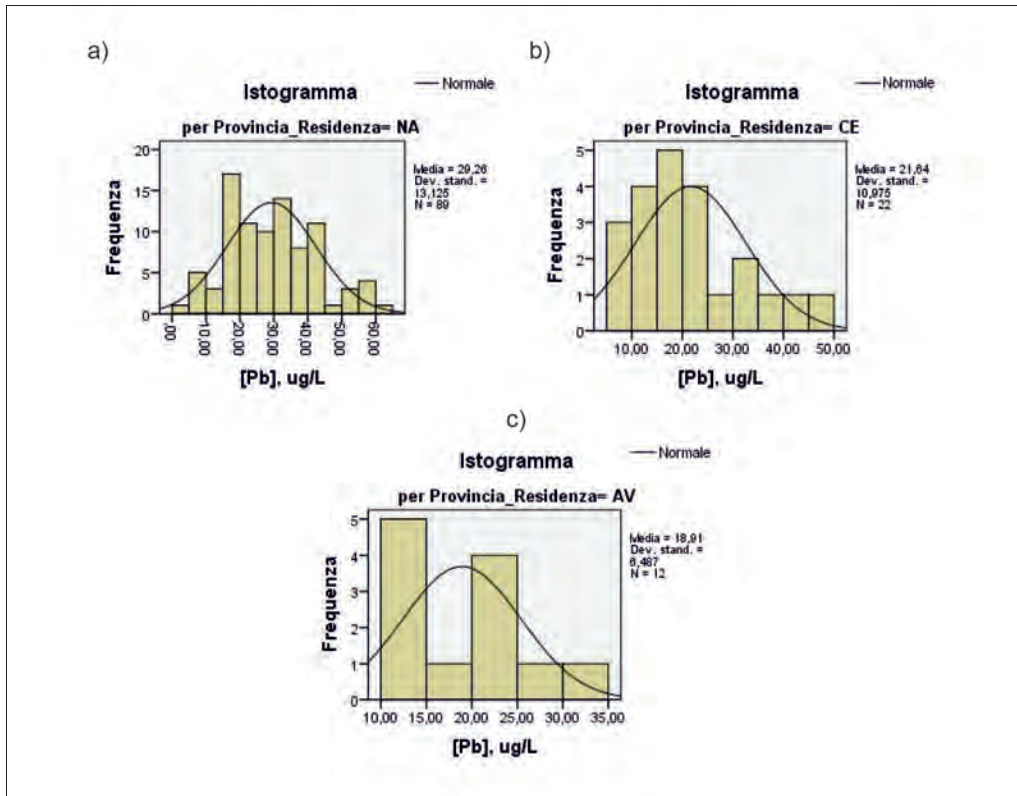 a)
Istogramma
Normale
per Provincia_Residenza= NA
Media = 29,26
Dev. stand. =
13,125
N = 89
Frequenza
20
15
10
5
0
,00
10,00
20,00
30,00
40,00
50,00
60,00
[Pb], ug/L
b)
Istogramma
Normale
per Provincia_Residenza= CE
Media = 21,64
Dev. stand. =
10,975
N = 22
Frequenza
5
4
3
2
1
0
10,00
20,00
30,00
40,00
50,00
[Pb], ug/L
c)
Istogramma
Normale
per Provincia_Residenza= AV
Media = 18,91
Dev. stand. =
6,487
N = 12
Frequenza
5
4
3
2
1
0
10,00
15,00
20,00
25,00
30,00
35,00
[Pb], ug/L